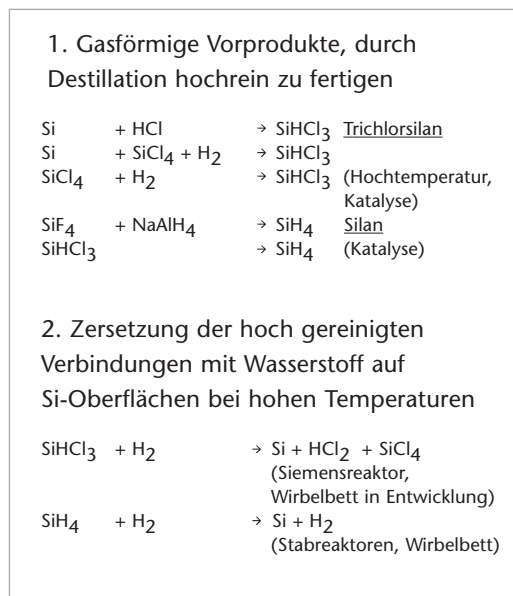 1. Gasförmige Vorprodukte, durch
Destillation hochrein zu fertigen
Si + HCl → SiHCl₃ Trichlorsilan
Si + SiCl₄ + H₂ → SiHCl₃
SiCl₄ + H₂ → SiHCl₃ (Hochtemperatur,
Katalyse)
SiF₄ + NaAlH₄ → SiH₄ Silan
SiHCl₃ → SiH₄ (Katalyse)
2. Zersetzung der hoch gereinigten
Verbindungen mit Wasserstoff auf
Si-Oberflächen bei hohen Temperaturen
SiHCl₃ + H₂ → Si + HCl₂ + SiCl₄
(Siemensreaktor,
Wirbelbett in Entwicklung)
SiH₄ + H₂ → Si + H₂
(Stabreaktoren, Wirbelbett)